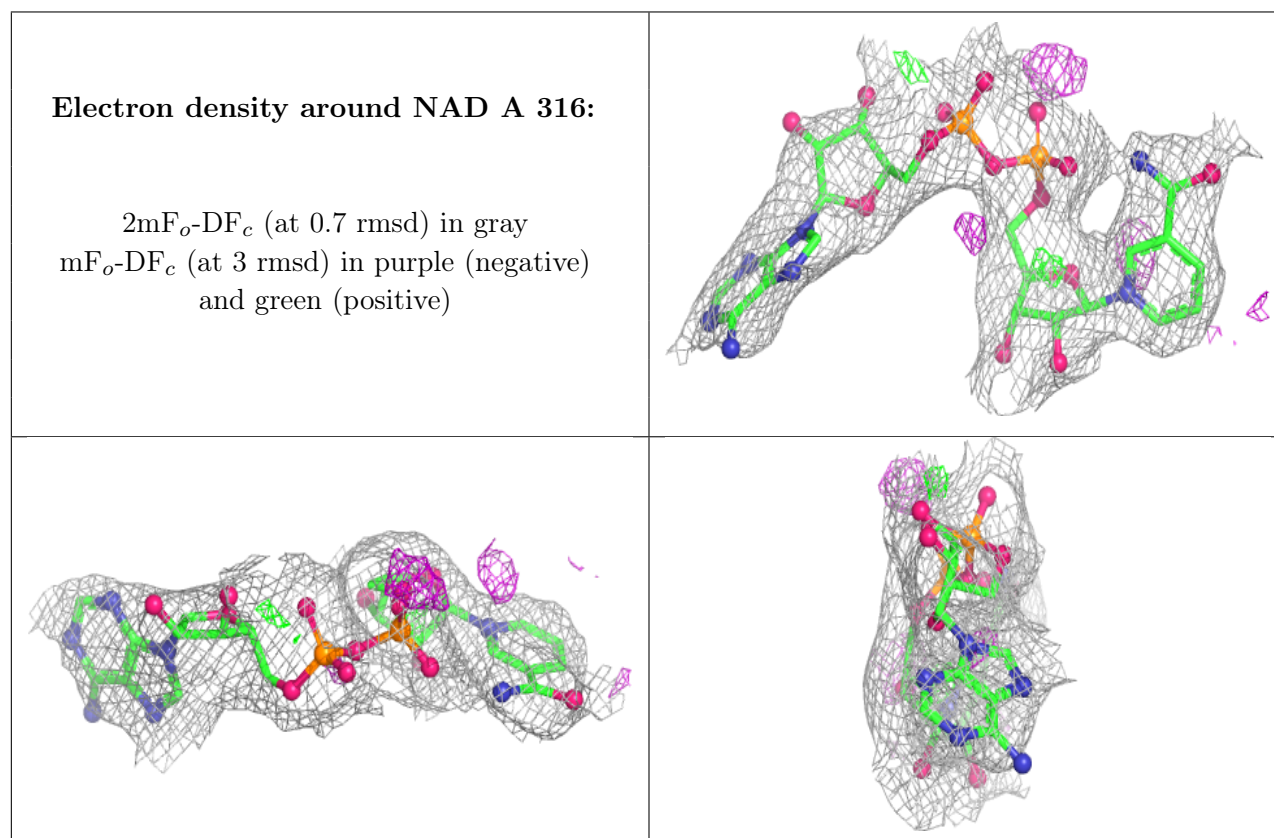 Electron density around NAD A 316:
2mFo-DFc (at 0.7 rmsd) in gray
mFo-DFc (at 3 rmsd) in purple (negative)
and green (positive)